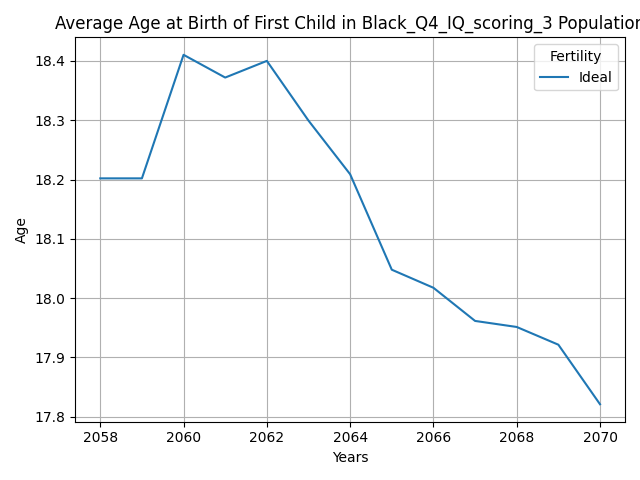 Average Age at Birth of First Child in Black_Q4_IQ_scoring_3 Population
Fertility
Ideal
Age
18.4
18.3
18.2
18.1
18.0
17.9
17.8
2058 2060 2062 2064 2066 2068 2070
Years